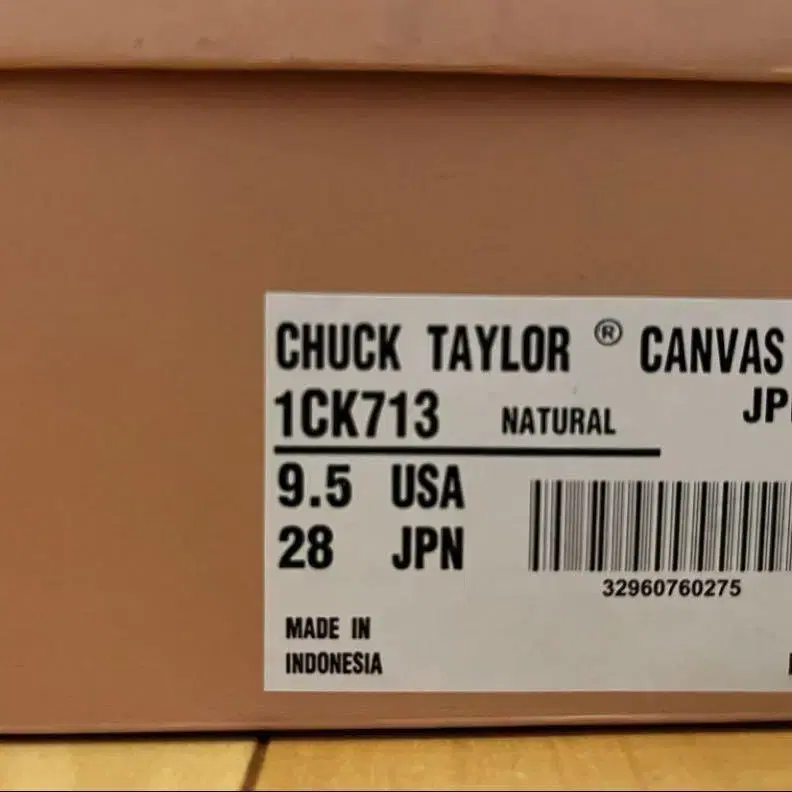 CHUCK TAYLOR ® CANVAS
1CK713 NATURAL
9.5 USA
28 JPN
32960760275
MADE IN
INDONESIA